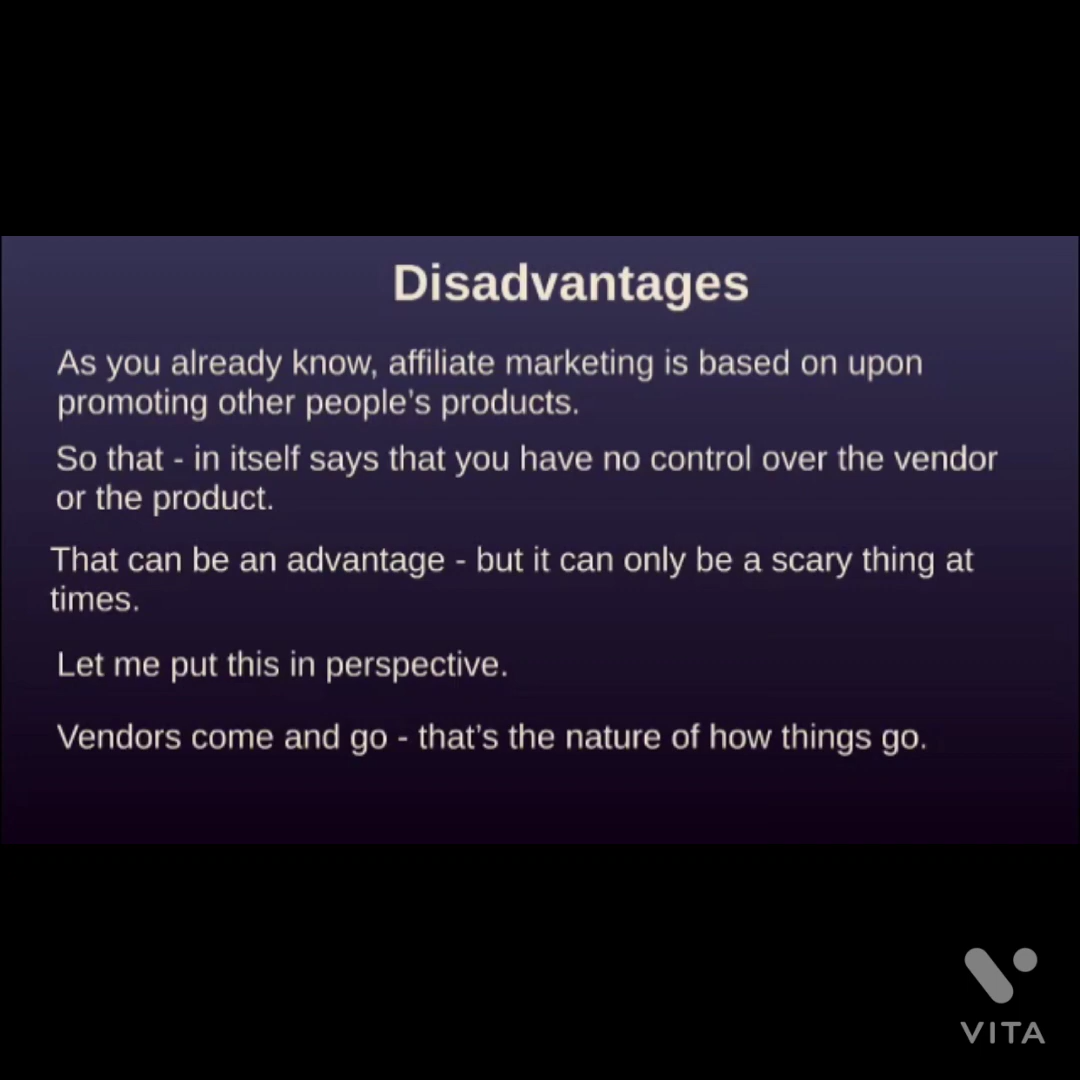 Disadvantages
As you already know, affiliate marketing is based on upon
promoting other people’s products.
So that - in itself says that you have no control over the vendor
or the product.
That can be an advantage - but it can only be a scary thing at
times.
Let me put this in perspective.
Vendors come and go - that’s the nature of how things go.
VITA